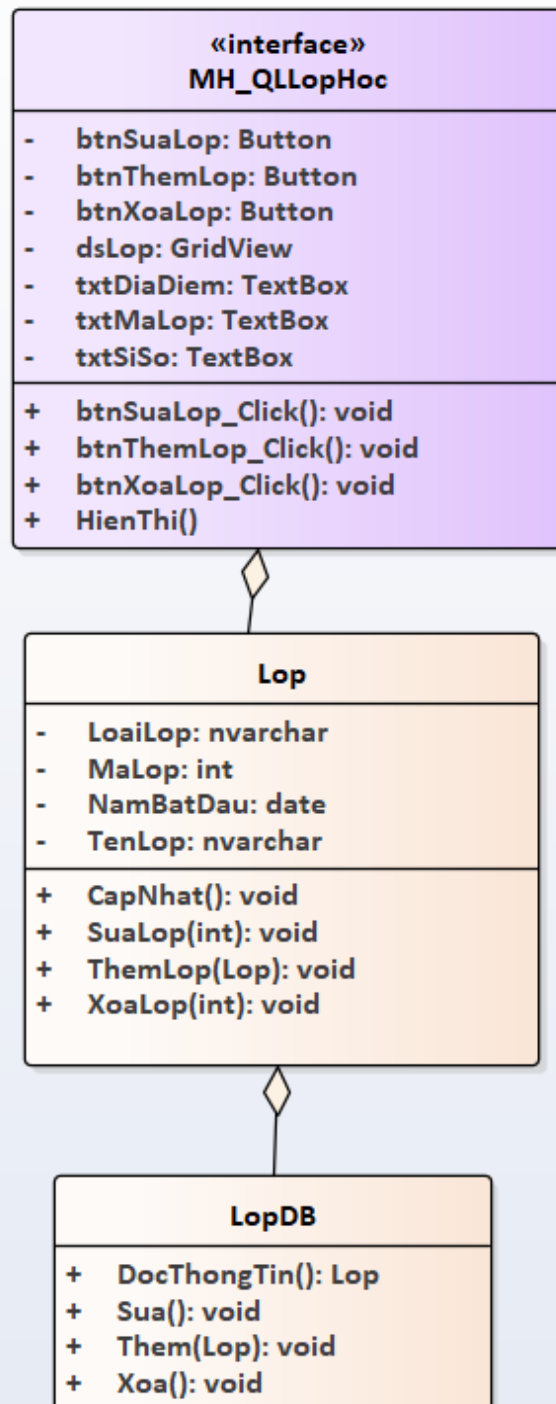 «interface»
MH_QLLopHoc
- btnSuaLop: Button
- btnThemLop: Button
- btnXoaLop: Button
- dsLop: GridView
- txtDiaDiem: TextBox
- txtMaLop: TextBox
- txtSiSo: TextBox
+ btnSuaLop_Click(): void
+ btnThemLop_Click(): void
+ btnXoaLop_Click(): void
+ HienThi()
Lop
- LoaiLop: nvarchar
- MaLop: int
- NamBatDau: date
- TenLop: nvarchar
+ CapNhat(): void
+ SuaLop(int): void
+ ThemLop(Lop): void
+ XoaLop(int): void
LopDB
+ DocThongTin(): Lop
+ Sua(): void
+ Them(Lop): void
+ Xoa(): void